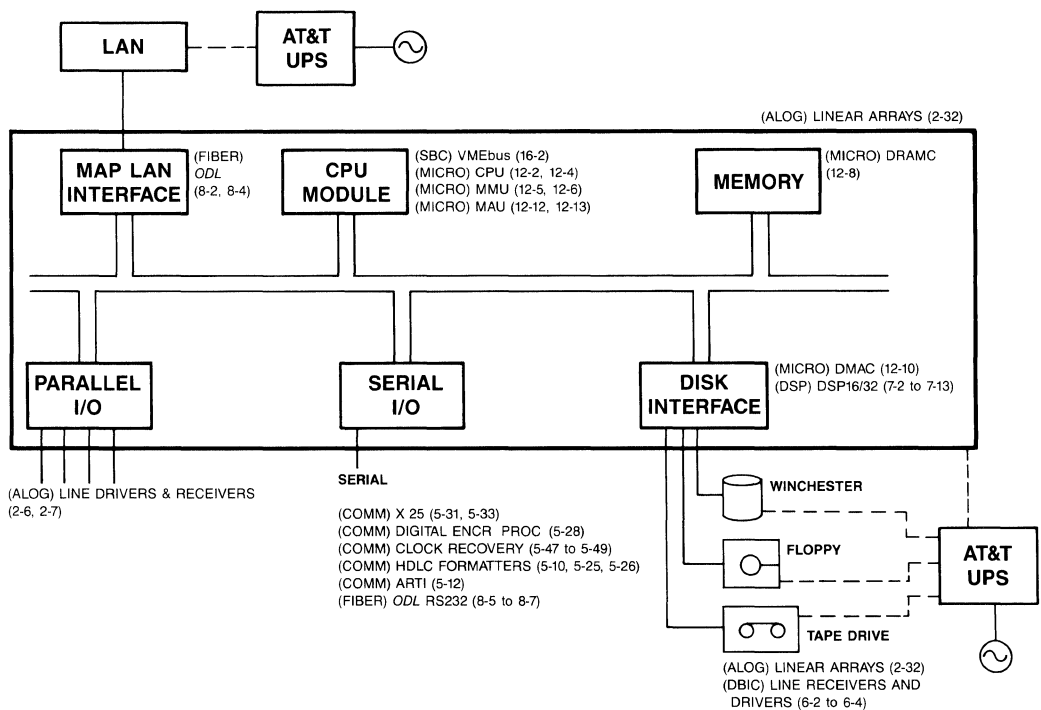 LAN
AT&T
UPS
(ALOG) LINEAR ARRAYS (2-32)
MAP LAN
INTERFACE
(FIBER)
ODL
(8-2, 8-4)
CPU
MODULE
(SBC) VMEbus (16-2)
(MICRO) CPU (12-2, 12-4)
(MICRO) MMU (12-5, 12-6)
(MICRO) MAU (12-12, 12-13)
MEMORY
(MICRO) DRAMC
(12-8)
PARALLEL
I/O
SERIAL
I/O
DISK
INTERFACE
(MICRO) DMAC (12-10)
(DSP) DSP16/32 (7-2 to 7-13)
(ALOG) LINE DRIVERS & RECEIVERS
(2-6, 2-7)
SERIAL
(COMM) X 25 (5-31, 5-33)
(COMM) DIGITAL ENCR PROC (5-28)
(COMM) CLOCK RECOVERY (5-47 to 5-49)
(COMM) HDLC FORMATTERS (5-10, 5-25, 5-26)
(COMM) ARTI (5-12)
(FIBER) ODL RS232 (8-5 to 8-7)
WINCHESTER
FLOPPY
TAPE DRIVE
AT&T
UPS
(ALOG) LINEAR ARRAYS (2-32)
(DBIC) LINE RECEIVERS AND
DRIVERS (6-2 to 6-4)